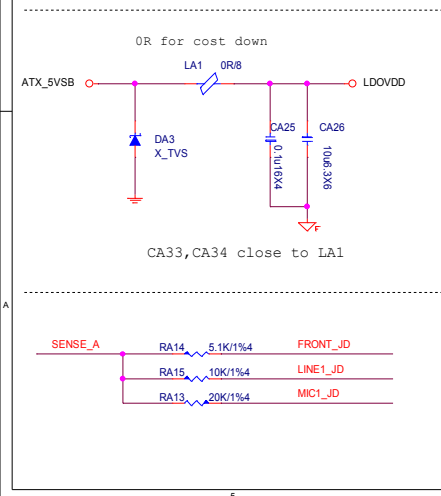 0R for cost down
LA1 0R/8
ATX_5VSB LDOVDD
DA3
X_TVS
CA25
0.1u16X4
CA26
10u6.3X6
F
CA33,CA34 close to LA1
A
SENSE_A RA14 5.1K/1%4 FRONT_JD
RA15 10K/1%4 LINE1_JD
RA13 20K/1%4 MIC1_JD